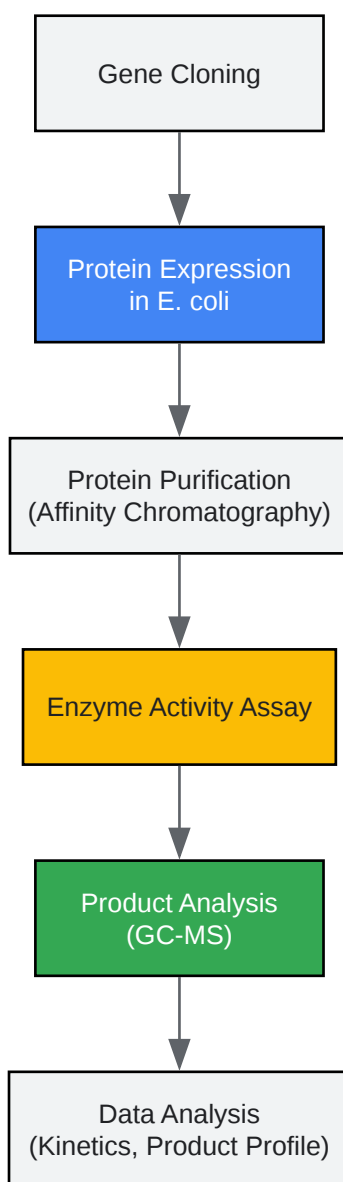 Gene Cloning
Protein Expression
in E. coli
Protein Purification
(Affinity Chromatography)
Enzyme Activity Assay
Product Analysis
(GC-MS)
Data Analysis
(Kinetics, Product Profile)